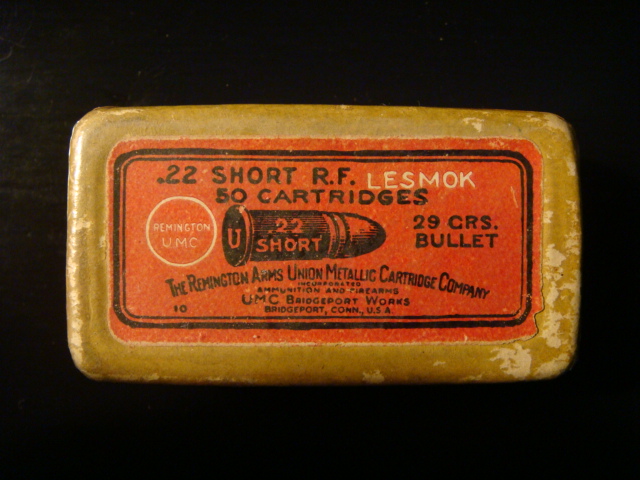 .22 SHORT R.F. LESMOK
50 CARTRIDGES
REMINGTON
UMC
U
.22
SHORT
29 GRS.
BULLET
THE REMINGTON ARMS UNION METALLIC CARTRIDGE COMPANY
INCORPORATED
AMMUNITION AND FIREARMS
UMC BRIDGEPORT WORKS
10
BRIDGEPORT, CONN., U.S.A.